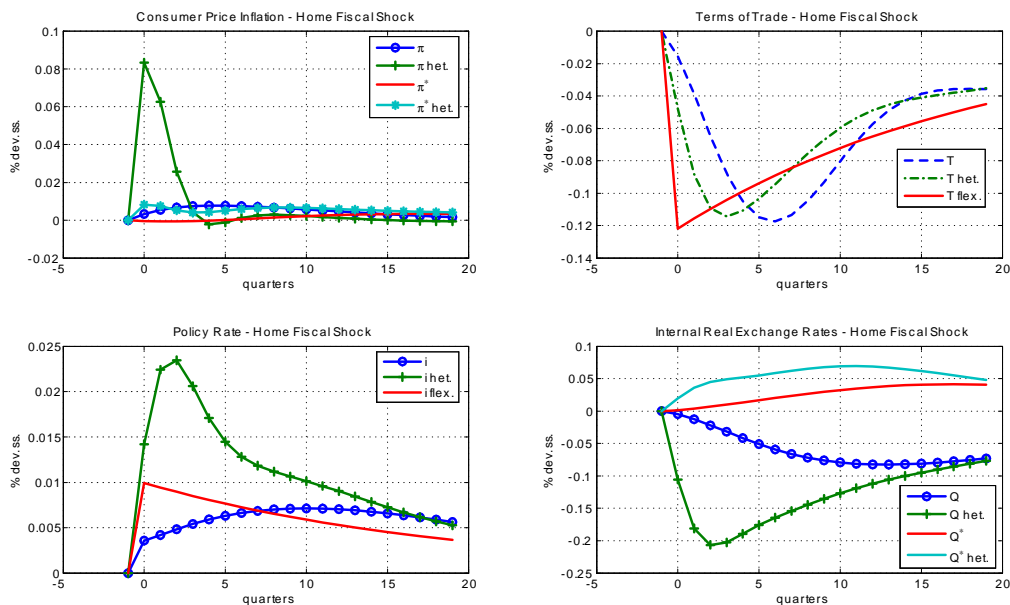 Consumer Price Inflation - Home Fiscal Shock
0.1
0.08
0.06
0.04
0.02
0
-0.02
% dev. ss.
-5 0 5 10 15 20
quarters
π
π het.
π*
π* het.
Terms of Trade - Home Fiscal Shock
0
-0.02
-0.04
-0.06
-0.08
-0.1
-0.12
-0.14
% dev. ss.
-5 0 5 10 15 20
quarters
T
T het.
T flex.
Policy Rate - Home Fiscal Shock
0.025
0.02
0.015
0.01
0.005
0
% dev. ss.
-5 0 5 10 15 20
quarters
i
i het.
i flex.
Internal Real Exchange Rates - Home Fiscal Shock
0.1
0.05
0
-0.05
-0.1
-0.15
-0.2
-0.25
% dev. ss.
-5 0 5 10 15 20
quarters
Q
Q het.
Q*
Q* het.